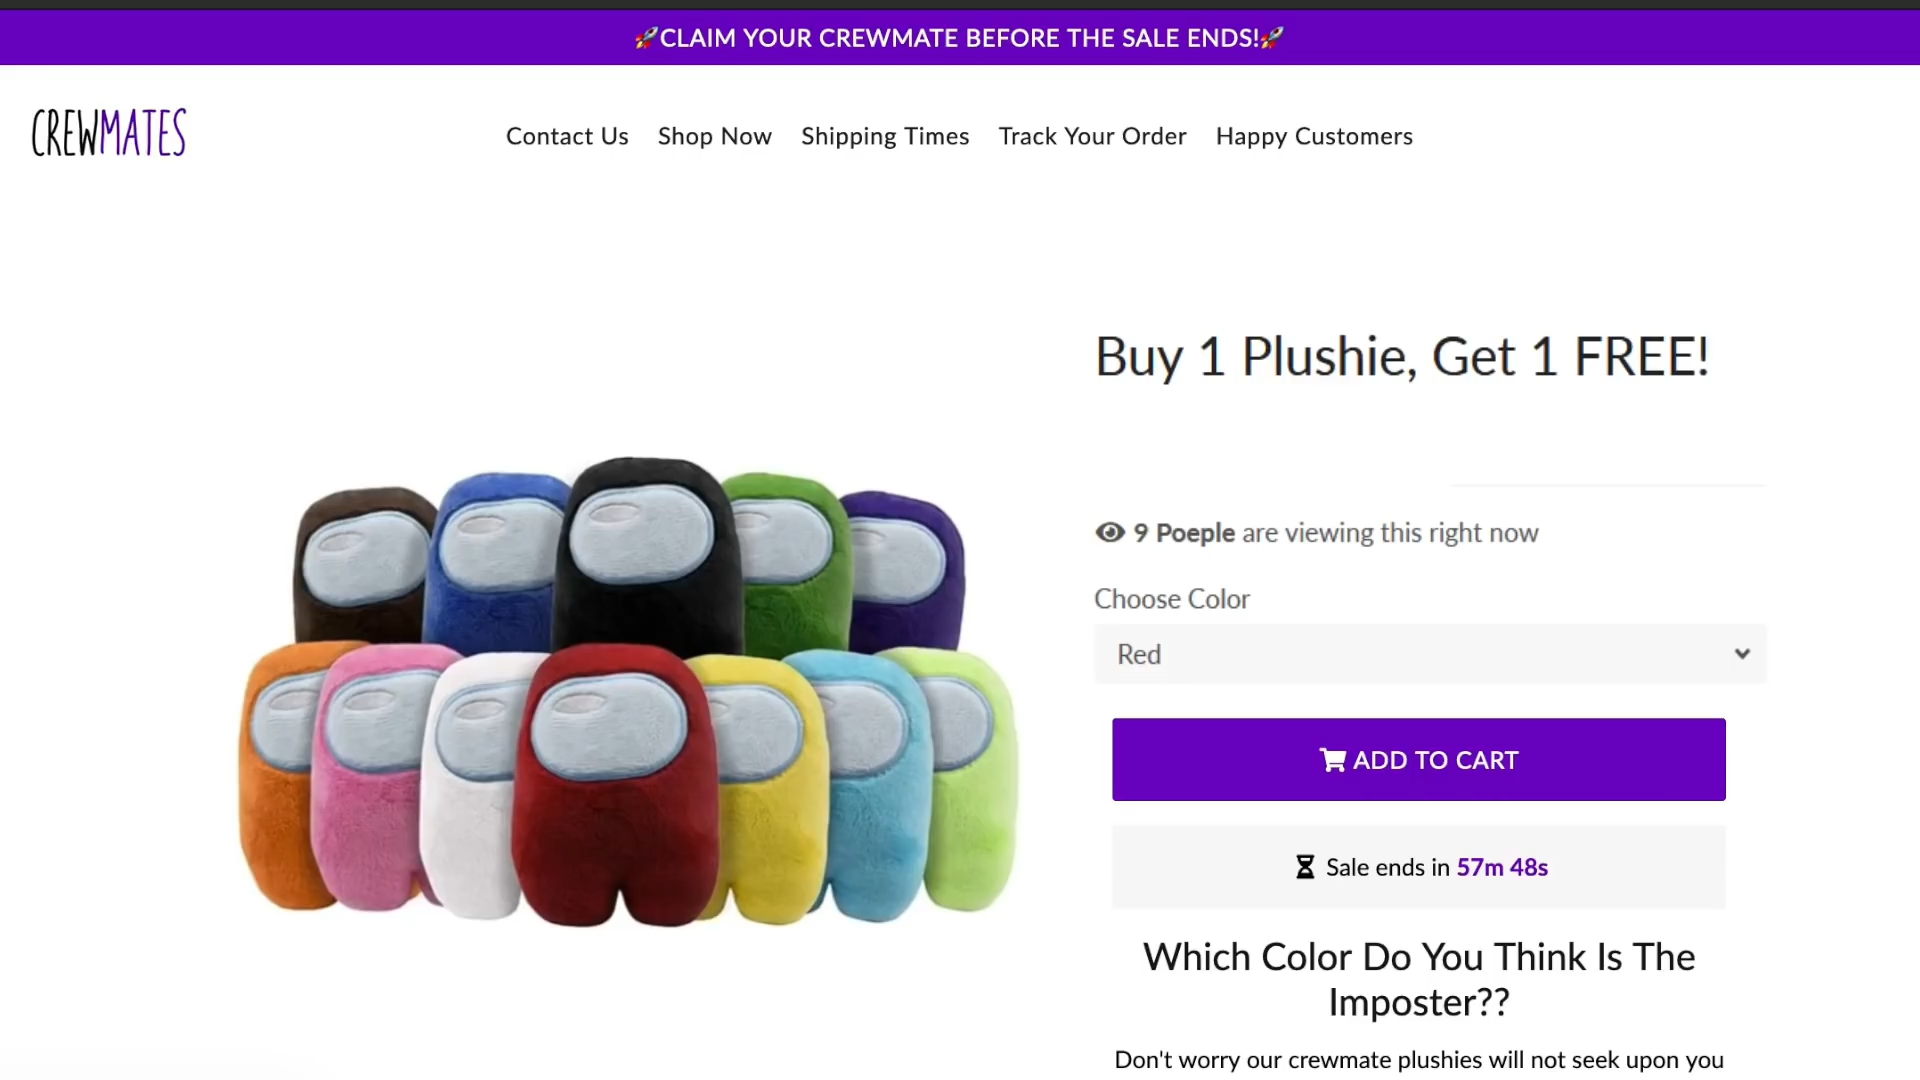 🚀CLAIM YOUR CREWMATE BEFORE THE SALE ENDS!🚀
CREWMATES
Contact Us Shop Now Shipping Times Track Your Order Happy Customers
Buy 1 Plushie, Get 1 FREE!
9 Poeple are viewing this right now
Choose Color
Red
ADD TO CART
Sale ends in 57m 48s
Which Color Do You Think Is The
Imposter??
Don't worry our crewmate plushies will not seek upon you